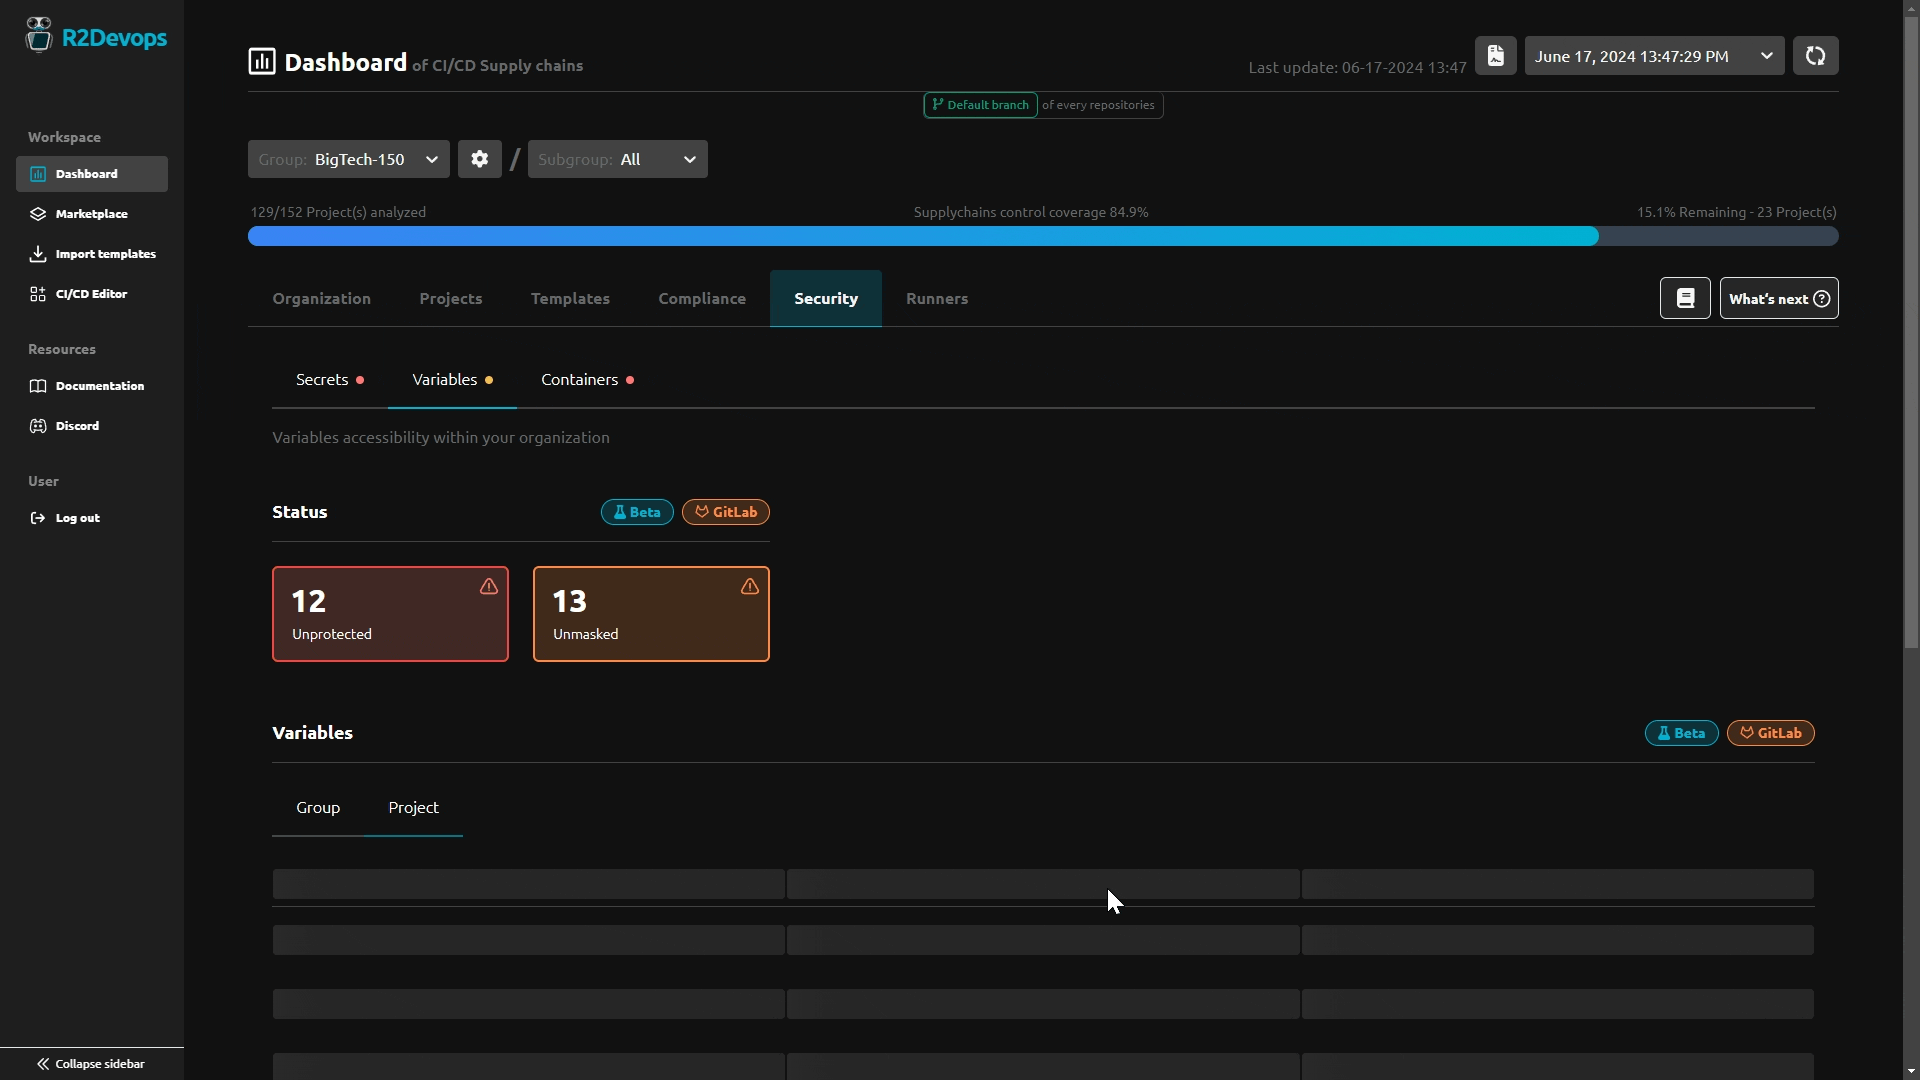 R2Devops
Workspace
Dashboard
Marketplace
Import templates
CI/CD Editor
Resources
Documentation
Discord
User
Log out
Collapse sidebar
Dashboard of CI/CD Supply chains
Last update: 06-17-2024 13:47
June 17, 2024 13:47:29 PM
Default branch of every repositories
Group: BigTech-150 / Subgroup: All
129/152 Project(s) analyzed
Supplychains control coverage 84.9%
15.1% Remaining - 23 Project(s)
Organization Projects Templates Compliance Security Runners
What's next
Secrets Variables Containers
Variables accessibility within your organization
Status Beta GitLab
12
Unprotected
13
Unmasked
Variables Beta GitLab
Group Project